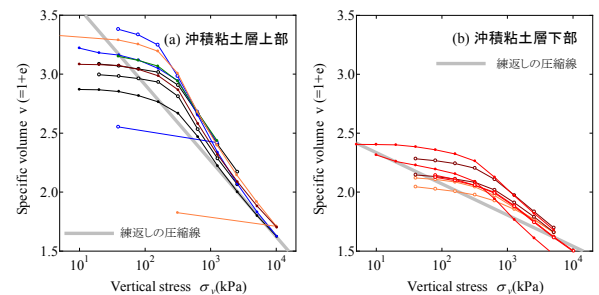 3.5
3.0
2.5
2.0
1.5
Specific volume v (=1+e)
(a) 沖積粘土層上部
練返しの圧縮線
10¹ 10² 10³ 10⁴
Vertical stress σᵥ(kPa)
3.5
3.0
2.5
2.0
1.5
Specific volume v (=1+e)
(b) 沖積粘土層下部
練返しの圧縮線
10¹ 10² 10³ 10⁴
Vertical stress σᵥ(kPa)